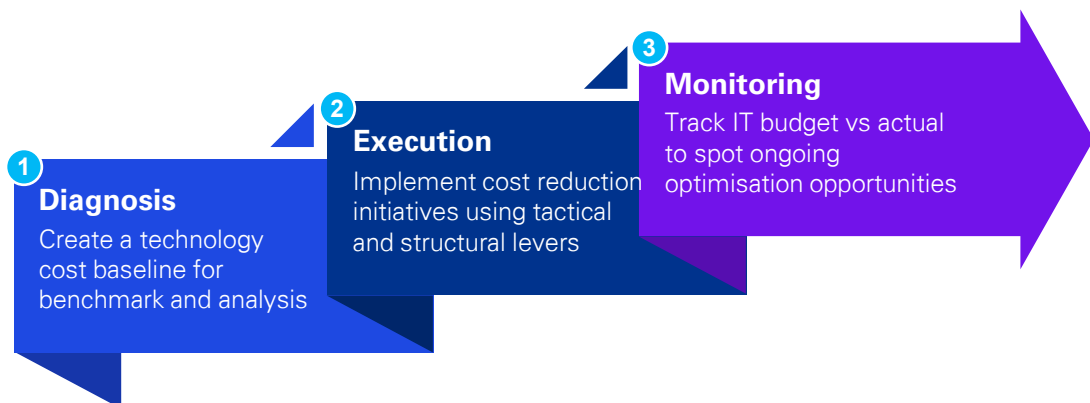 1
Diagnosis
Create a technology
cost baseline for
benchmark and analysis
2
Execution
Implement cost reduction
initiatives using tactical
and structural levers
3
Monitoring
Track IT budget vs actual
to spot ongoing
optimisation opportunities